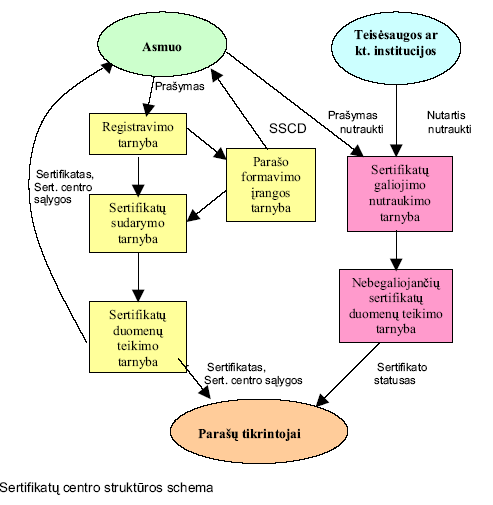 Asmuo
Teisėsaugos ar
kt. institucijos
Prašymas
Registravimo
tarnyba
SSCD
Prašymas
nutraukti
Nutartis
nutraukti
Parašo
formavimo
įrangos
tarnyba
Sertifikatų
galiojimo
nutraukimo
tarnyba
Sertifikatas,
Sert. centro
sąlygos
Sertifikatų
sudarymo
tarnyba
Nebegaliojančių
sertifikatų
duomenų teikimo
tarnyba
Sertifikatų
duomenų
teikimo
tarnyba
Sertifikatas,
Sert. centro sąlygos
Sertifikato
statusas
Parašų tikrintojai
Sertifikatų centro struktūros schema